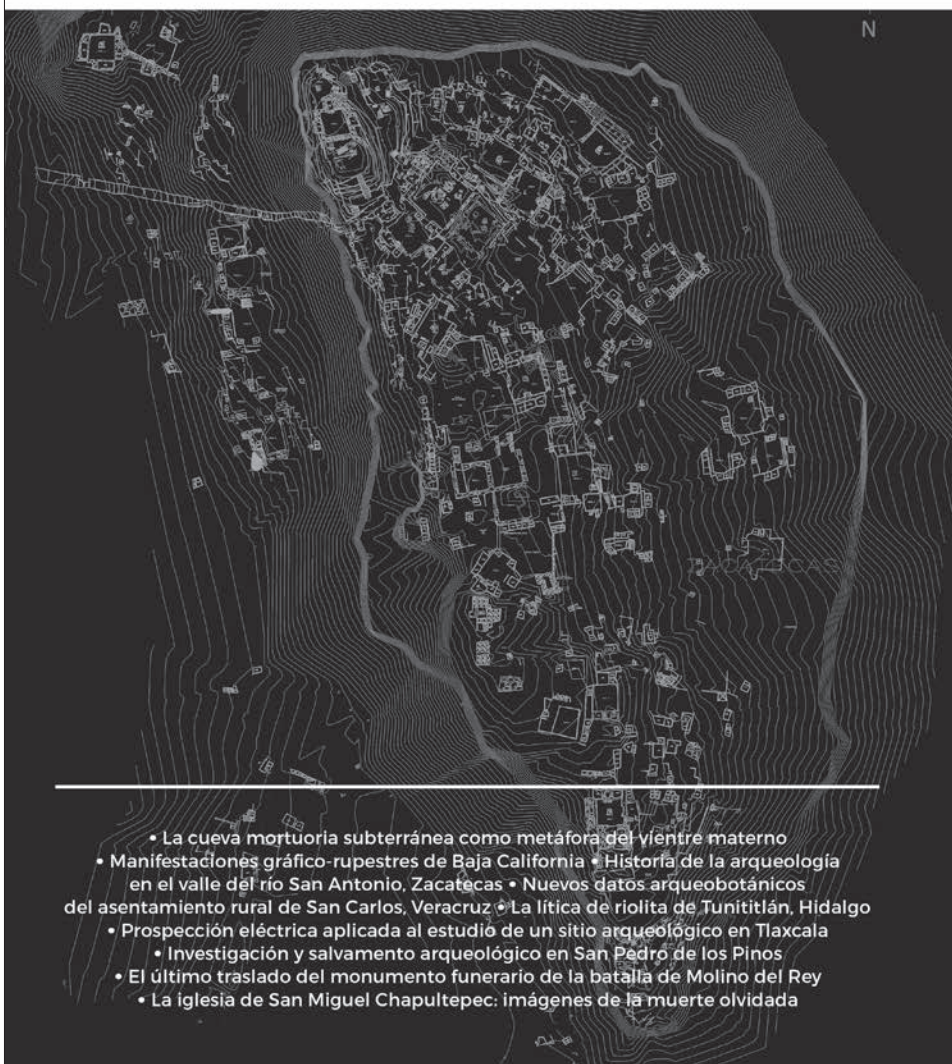 N
• La cueva mortuoria subterránea como metáfora del vientre materno
• Manifestaciones gráfico-rupestres de Baja California • Historia de la arqueología
en el valle del río San Antonio, Zacatecas • Nuevos datos arqueobotánicos
del asentamiento rural de San Carlos, Veracruz • La lítica de riolita de Tunititlán, Hidalgo
• Prospección eléctrica aplicada al estudio de un sitio arqueológico en Tlaxcala
• Investigación y salvamento arqueológico en San Pedro de los Pinos
• El último traslado del monumento funerario de la batalla de Molino del Rey
• La iglesia de San Miguel Chapultepec: imágenes de la muerte olvidada